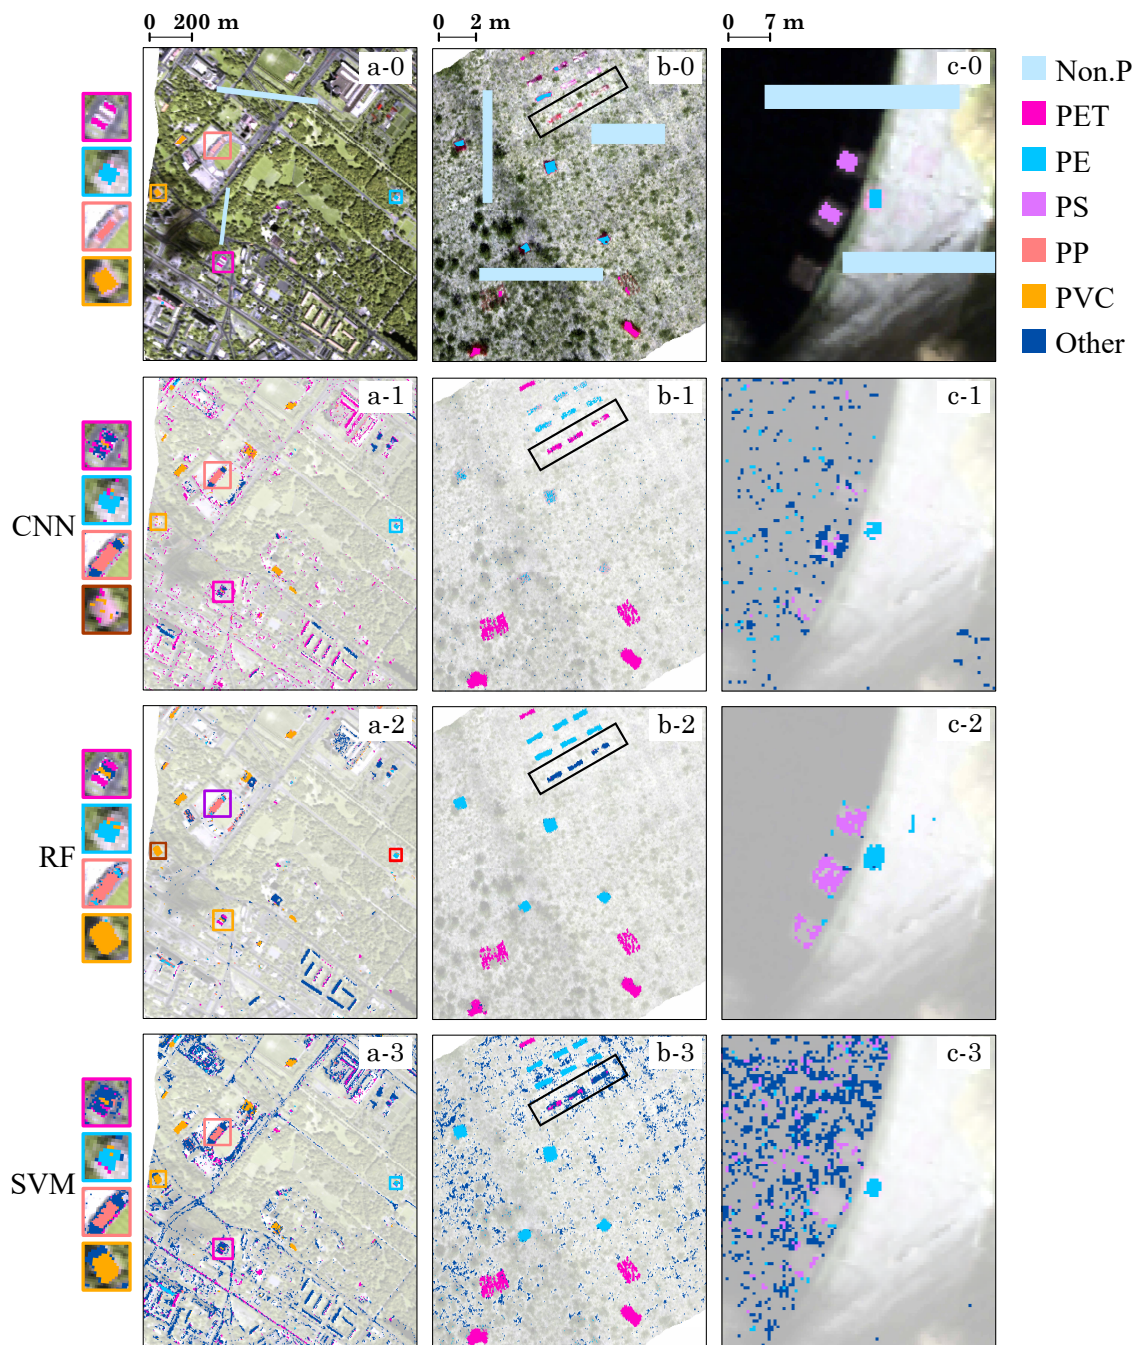 0 200 m
0 2 m
0 7 m
a-0
b-0
c-0
Non.P
PET
PE
PS
PP
PVC
Other
CNN
a-1
b-1
c-1
RF
a-2
b-2
c-2
SVM
a-3
b-3
c-3